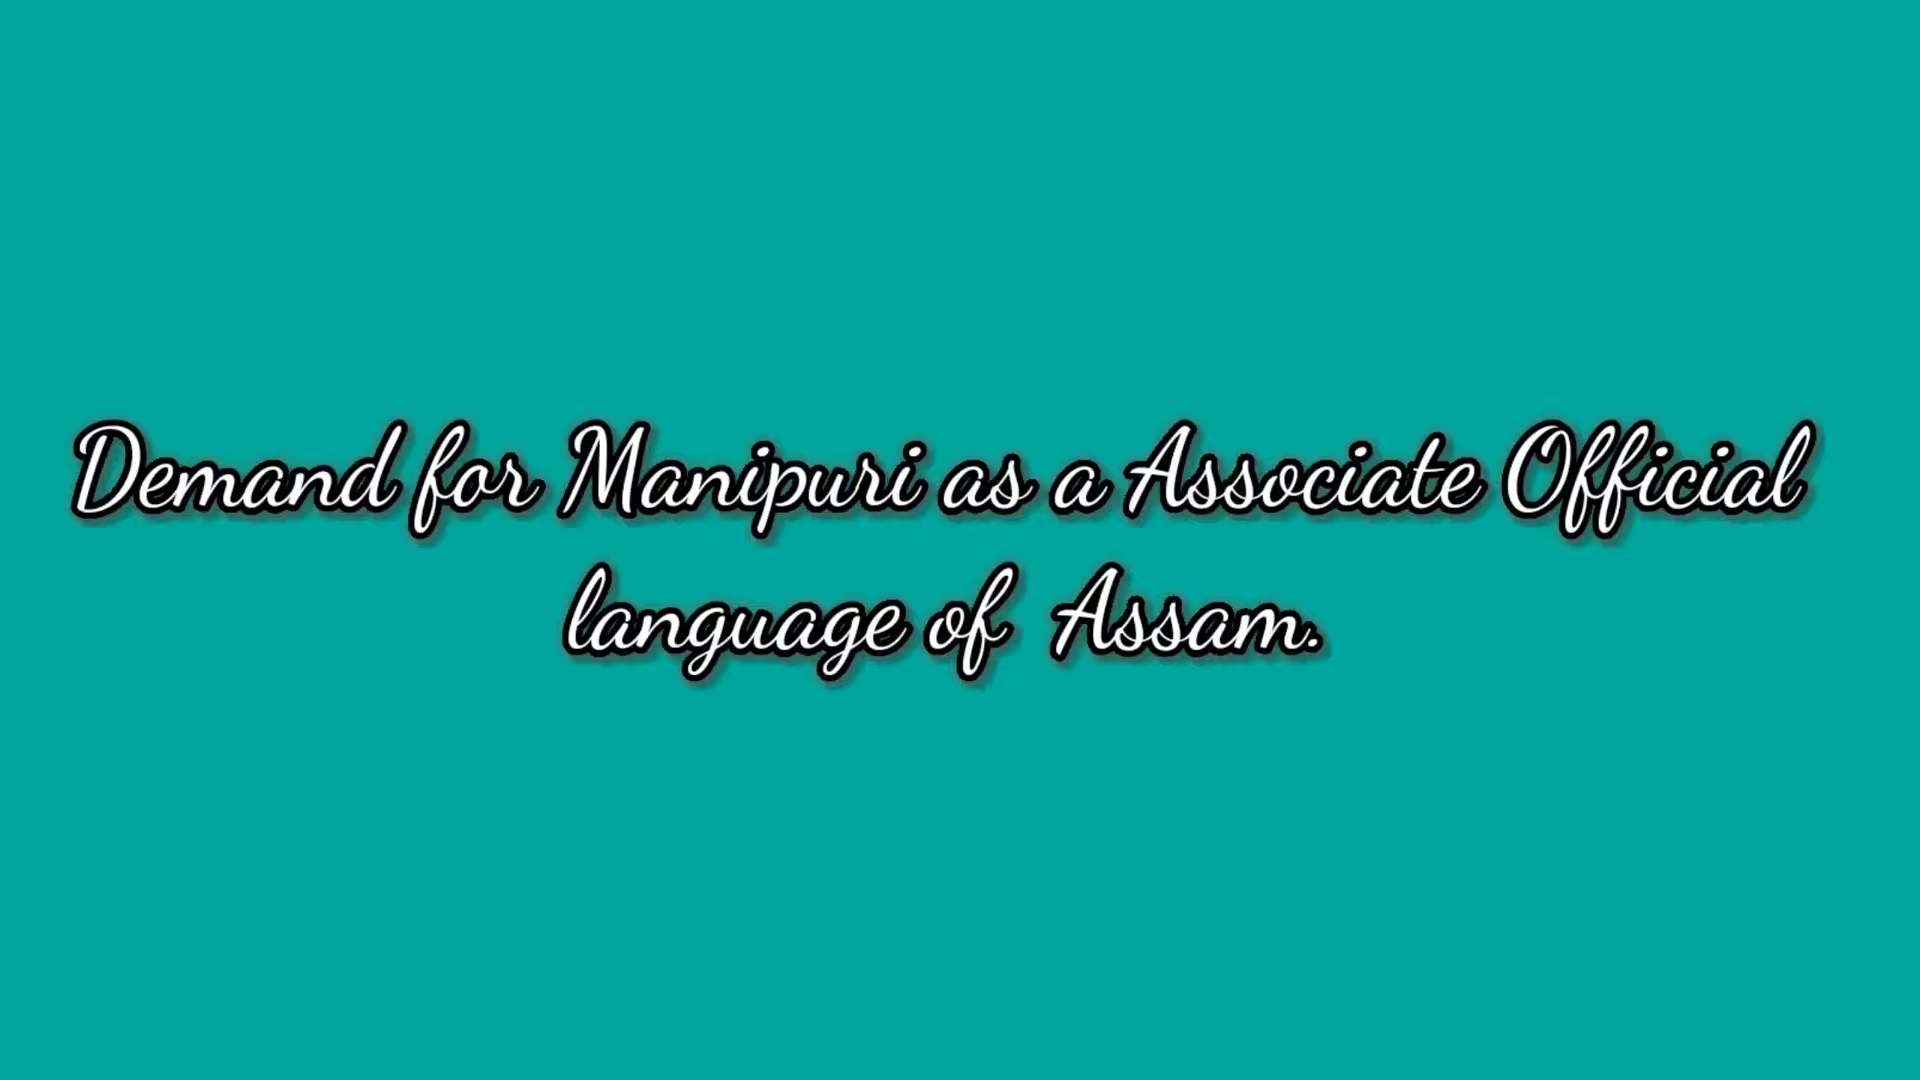 Demand for Manipuri as a Associate Official
language of Assam.